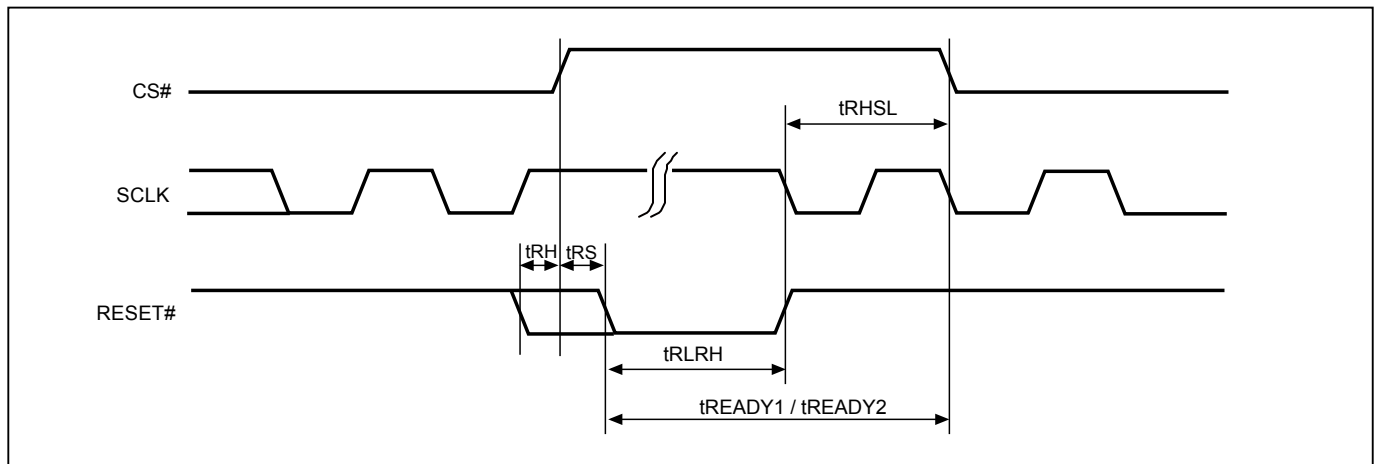 CS#
tRHSL
SCLK
tRH tRS
RESET#
tRLRH
tREADY1 / tREADY2